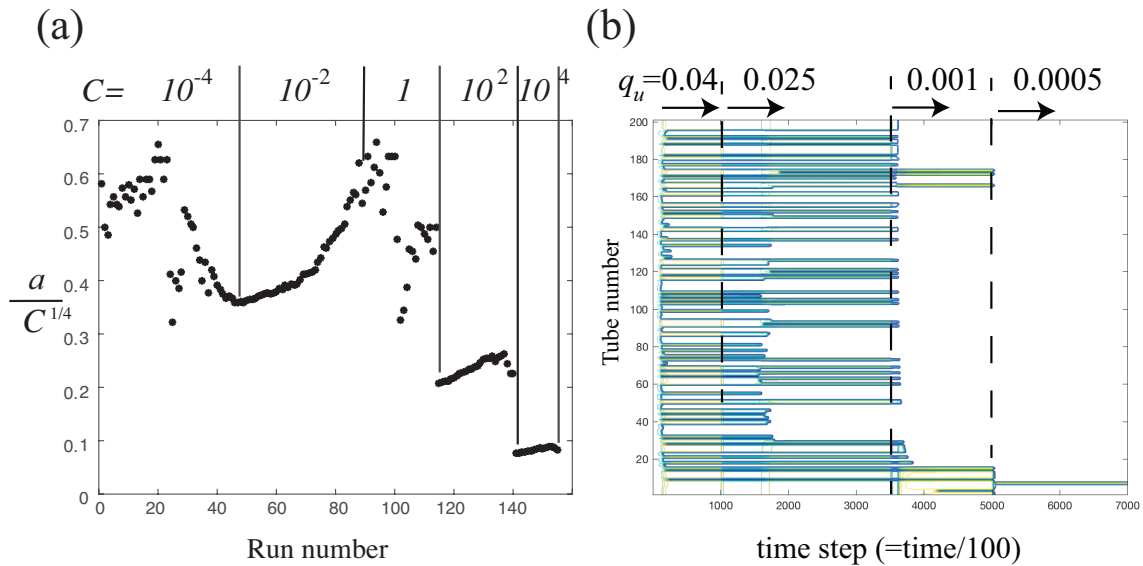 (a)
C= 10^-4 10^-2 1 10^2 10^4
0.7
0.6
0.5
0.4
0.3
0.2
0.1
0
a
C^1/4
0 20 40 60 80 100 120 140
Run number
(b)
q_u=0.04 0.025 0.001 0.0005
200
180
160
140
120
100
80
60
40
20
Tube number
1000 2000 3000 4000 5000 6000 7000
time step (=time/100)